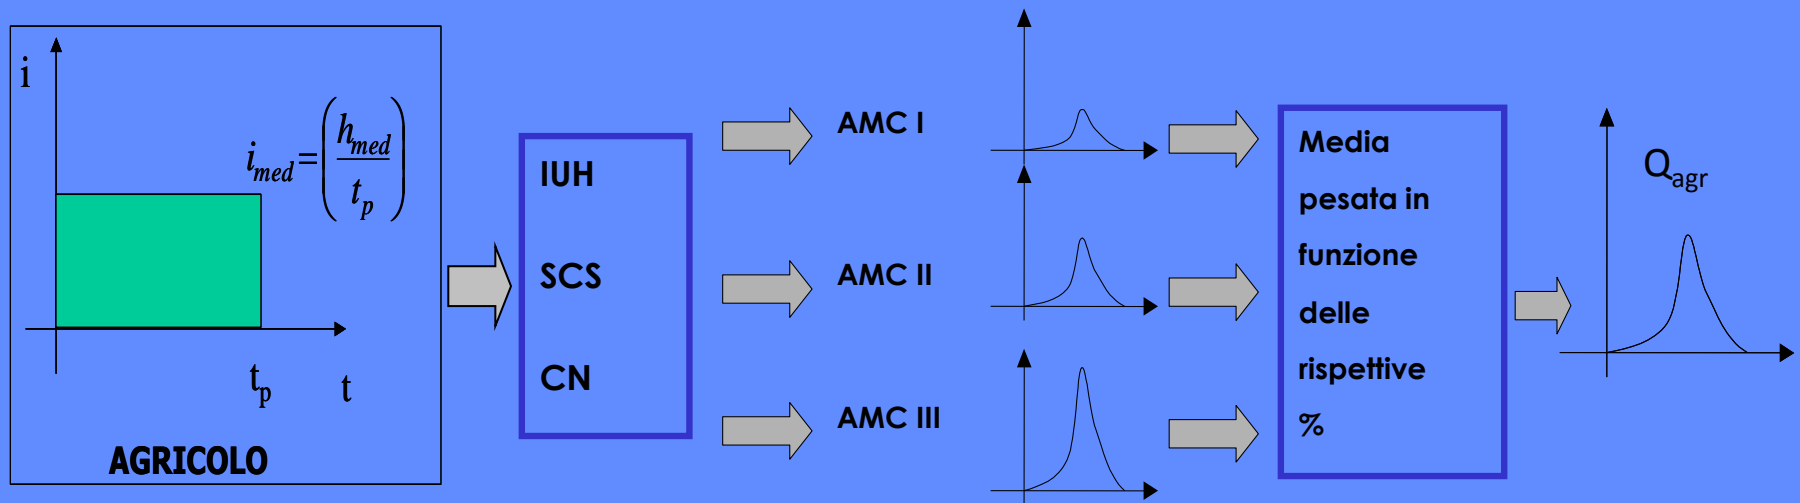 i
i_med = (h_med / t_p)
t_p
t
AGRICOLO
IUH
SCS
CN
AMC I
AMC II
AMC III
Media
pesata in
funzione
delle
rispettive
%
Q_agr